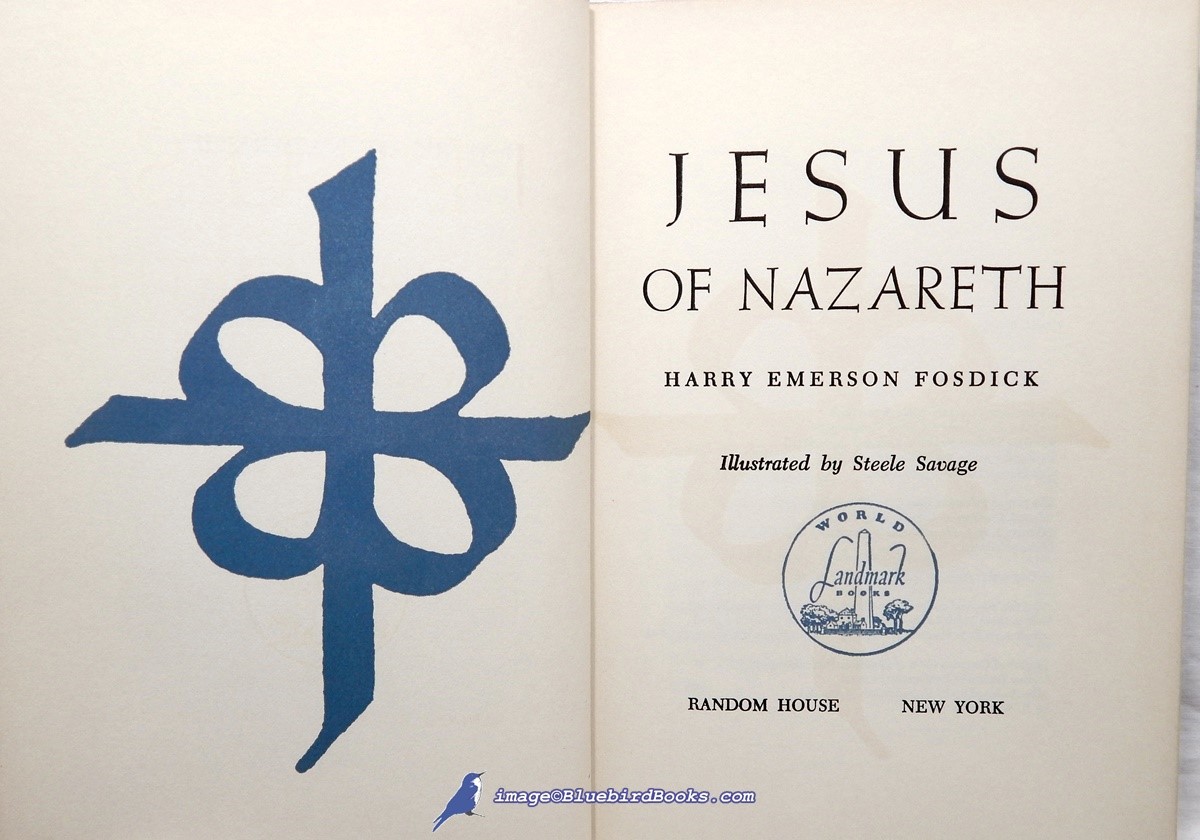 JESUS
OF NAZARETH
HARRY EMERSON FOSDICK
Illustrated by Steele Savage
WORLD
Landmark
BOOKS
RANDOM HOUSE NEW YORK
image©BluebirdBooks.com